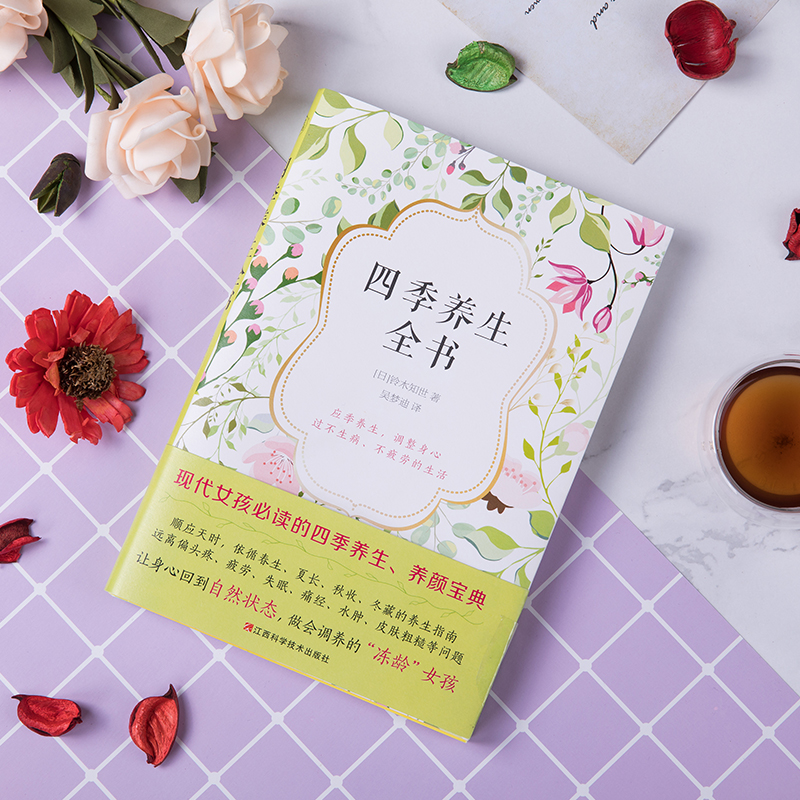 四季养生
全书
[日]铃木知世 著
吴梦迪 译
应季养生，调整身心
过不生病、不疲劳的生活
现代女孩必读的四季养生、养颜宝典
顺应天时，依循春生、夏长、秋收、冬藏的养生指南
远离偏头疼、疲劳、失眠、痛经、水肿、皮肤粗糙等问题
让身心回到自然状态，做会调养的“冻龄”女孩
江西科学技术出版社
and